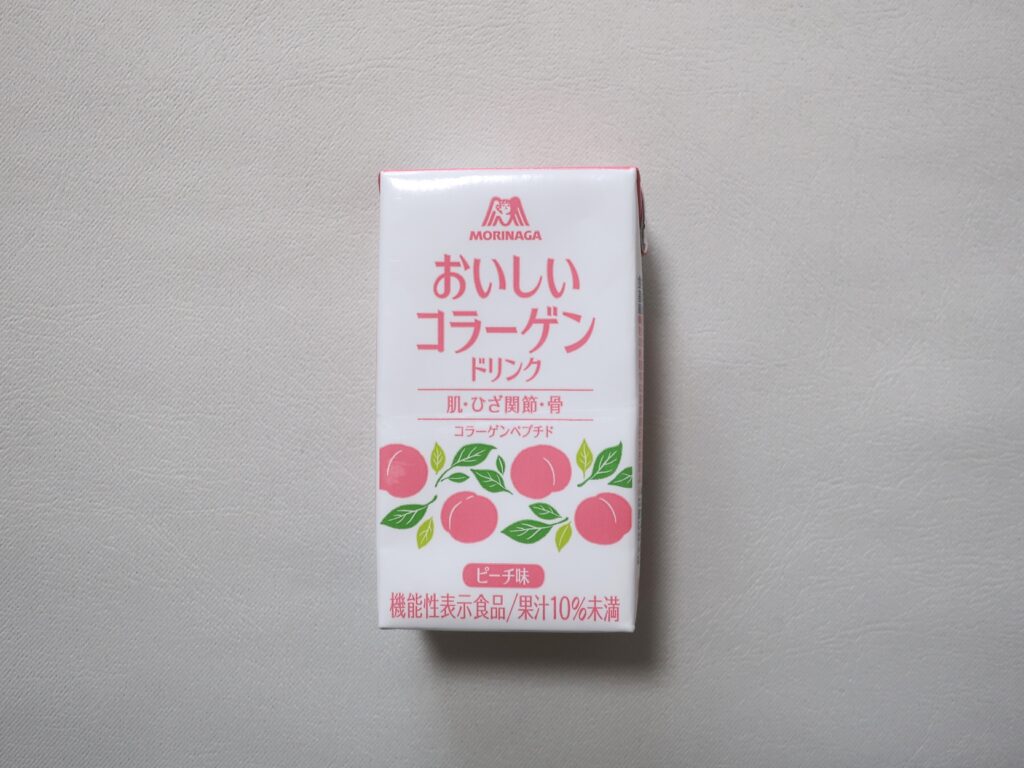 MORINAGA
おいしい
コラーゲン
ドリンク
肌・ひざ関節・骨
コラーゲンペプチド
ピーチ味
機能性表示食品/果汁10%未満